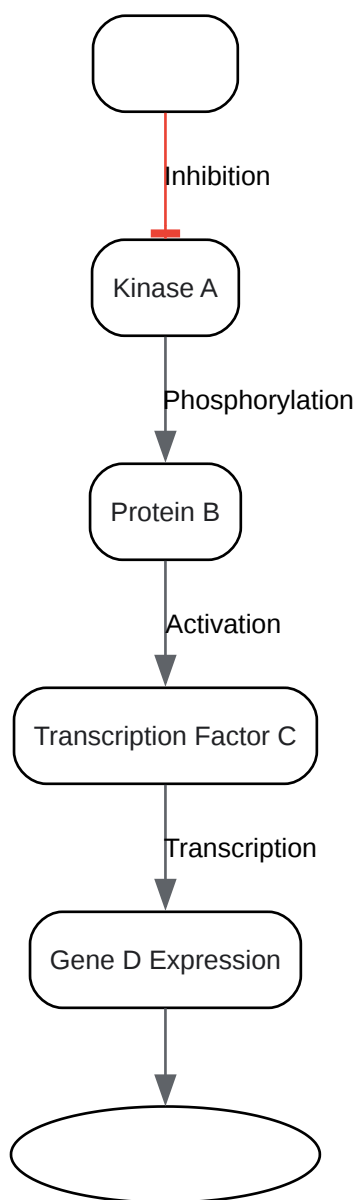 Inhibition
Kinase A
Phosphorylation
Protein B
Activation
Transcription Factor C
Transcription
Gene D Expression